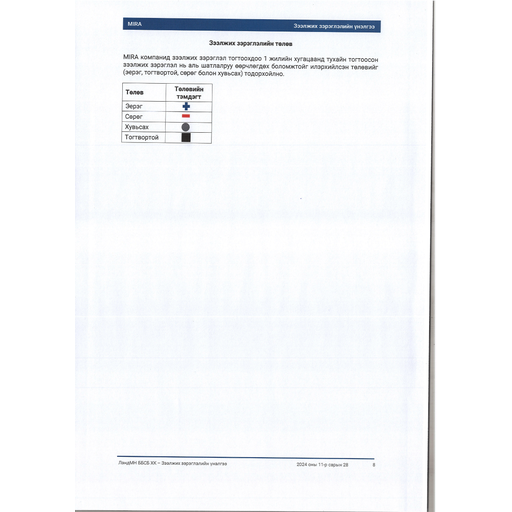 MIRA Зээлжих зэрэглэлийн үнэлгээ
Зээлжих зэрэглэлийн төлөв
MIRA компанид зээлжих зэрэглэл тогтоохдоо 1 жилийн хугацаанд тухайн тогтоосон
зээлжих зэрэглэл нь аль шатлалруу өөрчлөгдөх боломжтойг илэрхийлсэн төлөвийг
(эерэг, тогтвортой, сөрөг болон хувьсах) тодорхойлно.
Төлөв Төлөвийн
тэмдэгт
Эерэг
Сөрөг
Хувьсах
Тогтвортой
ЛэндМН ББСБ ХК – Зээлжих зэрэглэлийн үнэлгээ 2024 оны 11-р сарын 28 8